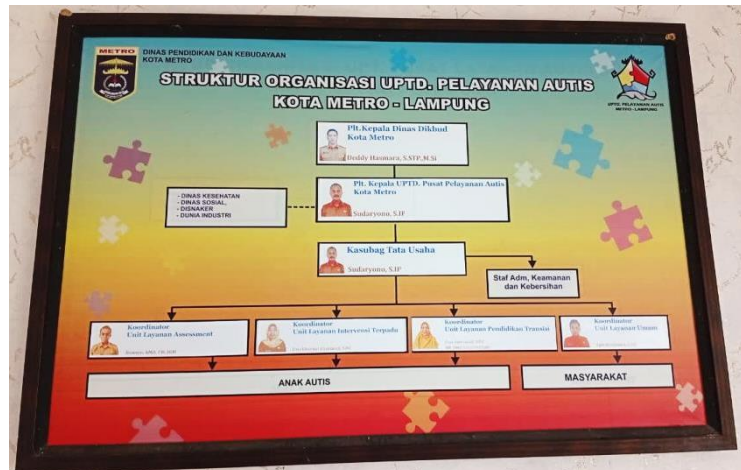 METRO
DINAS PENDIDIKAN DAN KEBUDAYAAN
KOTA METRO
STRUKTUR ORGANISASI UPTD. PELAYANAN AUTIS
KOTA METRO - LAMPUNG
UPTD. PELAYANAN AUTIS
METRO - LAMPUNG
Plt.Kepala Dinas Dikbud
Kota Metro
Deddy Hasmara, S.STP.,M.Si
- DINAS KESEHATAN
- DINAS SOSIAL,
- DISNAKER
- DUNIA INDUSTRI
Plt. Kepala UPTD. Pusat Pelayanan Autis
Kota Metro
Sudaryono, S.IP
Kasubag Tata Usaha
Sudaryono, S.IP
Staf Adm, Keamanan
dan Kebersihan
Koordinator
Unit Layanan Assessment
Koordinator
Unit Layanan Intervensi Terpadu
Koordinator
Unit Layanan Pendidikan Transisi
Koordinator
Unit Layanan Umum
ANAK AUTIS
MASYARAKAT